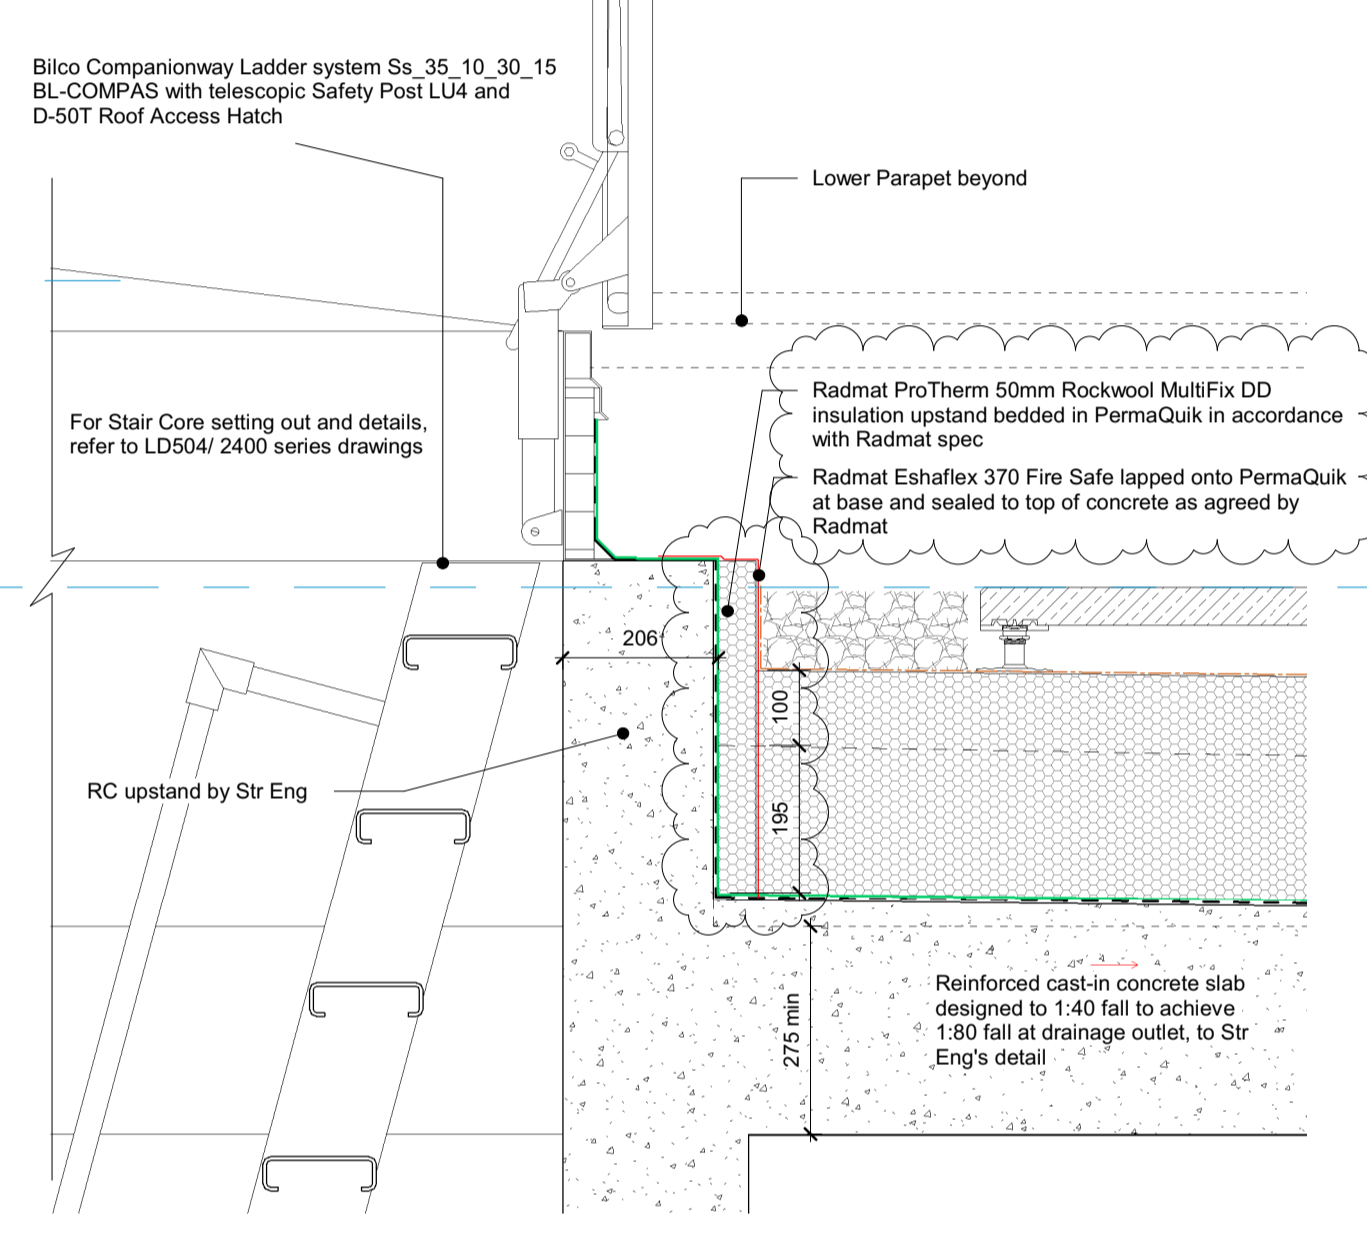 Bilco Companionway Ladder system Ss_35_10_30_15
BL-COMPAS with telescopic Safety Post LU4 and
D-50T Roof Access Hatch
Lower Parapet beyond
Radmat ProTherm 50mm Rockwool MultiFix DD
insulation upstand bedded in PermaQuik in accordance
with Radmat spec
For Stair Core setting out and details,
refer to LD504/ 2400 series drawings
Radmat Eshaflex 370 Fire Safe lapped onto PermaQuik
at base and sealed to top of concrete as agreed by
Radmat
206
100
RC upstand by Str Eng
195
Reinforced cast-in concrete slab
designed to 1:40 fall to achieve
1:80 fall at drainage outlet, to Str
Eng's detail
275 min